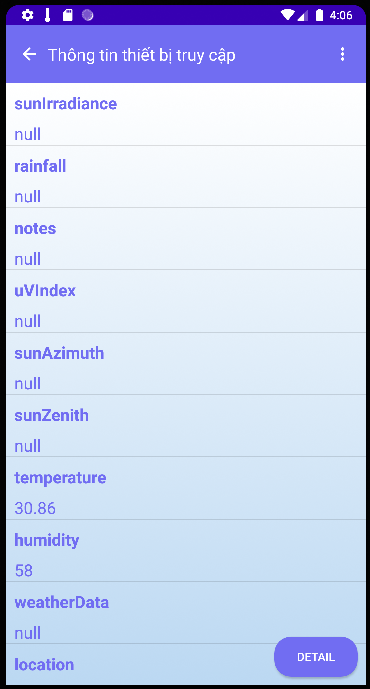 4:06
Thông tin thiết bị truy cập
sunIrradiance
null
rainfall
null
notes
null
uVIndex
null
sunAzimuth
null
sunZenith
null
temperature
30.86
humidity
58
weatherData
null
location
DETAIL